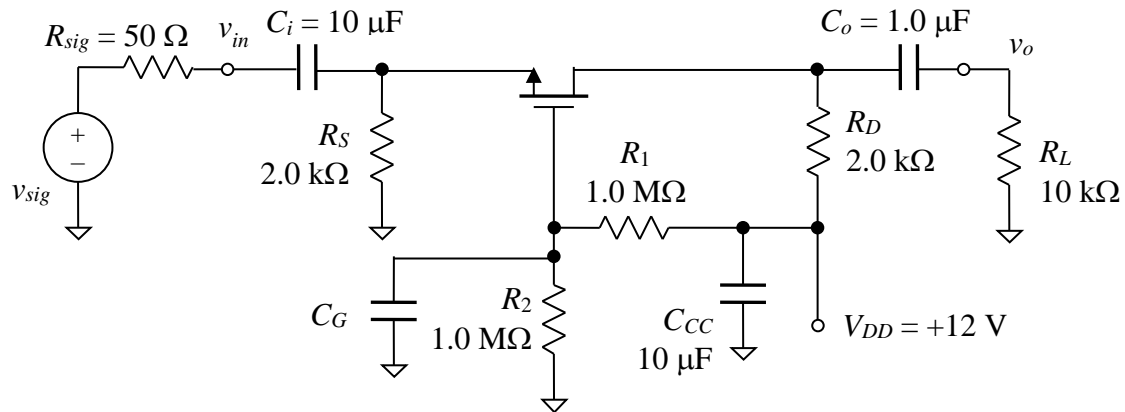 R_sig = 50 Ω
v_in
C_i = 10 μF
C_o = 1.0 μF
v_o
+
–
v_sig
R_S
2.0 kΩ
R_1
1.0 MΩ
R_D
2.0 kΩ
R_L
10 kΩ
C_G
R_2
1.0 MΩ
C_CC
10 μF
V_DD = +12 V